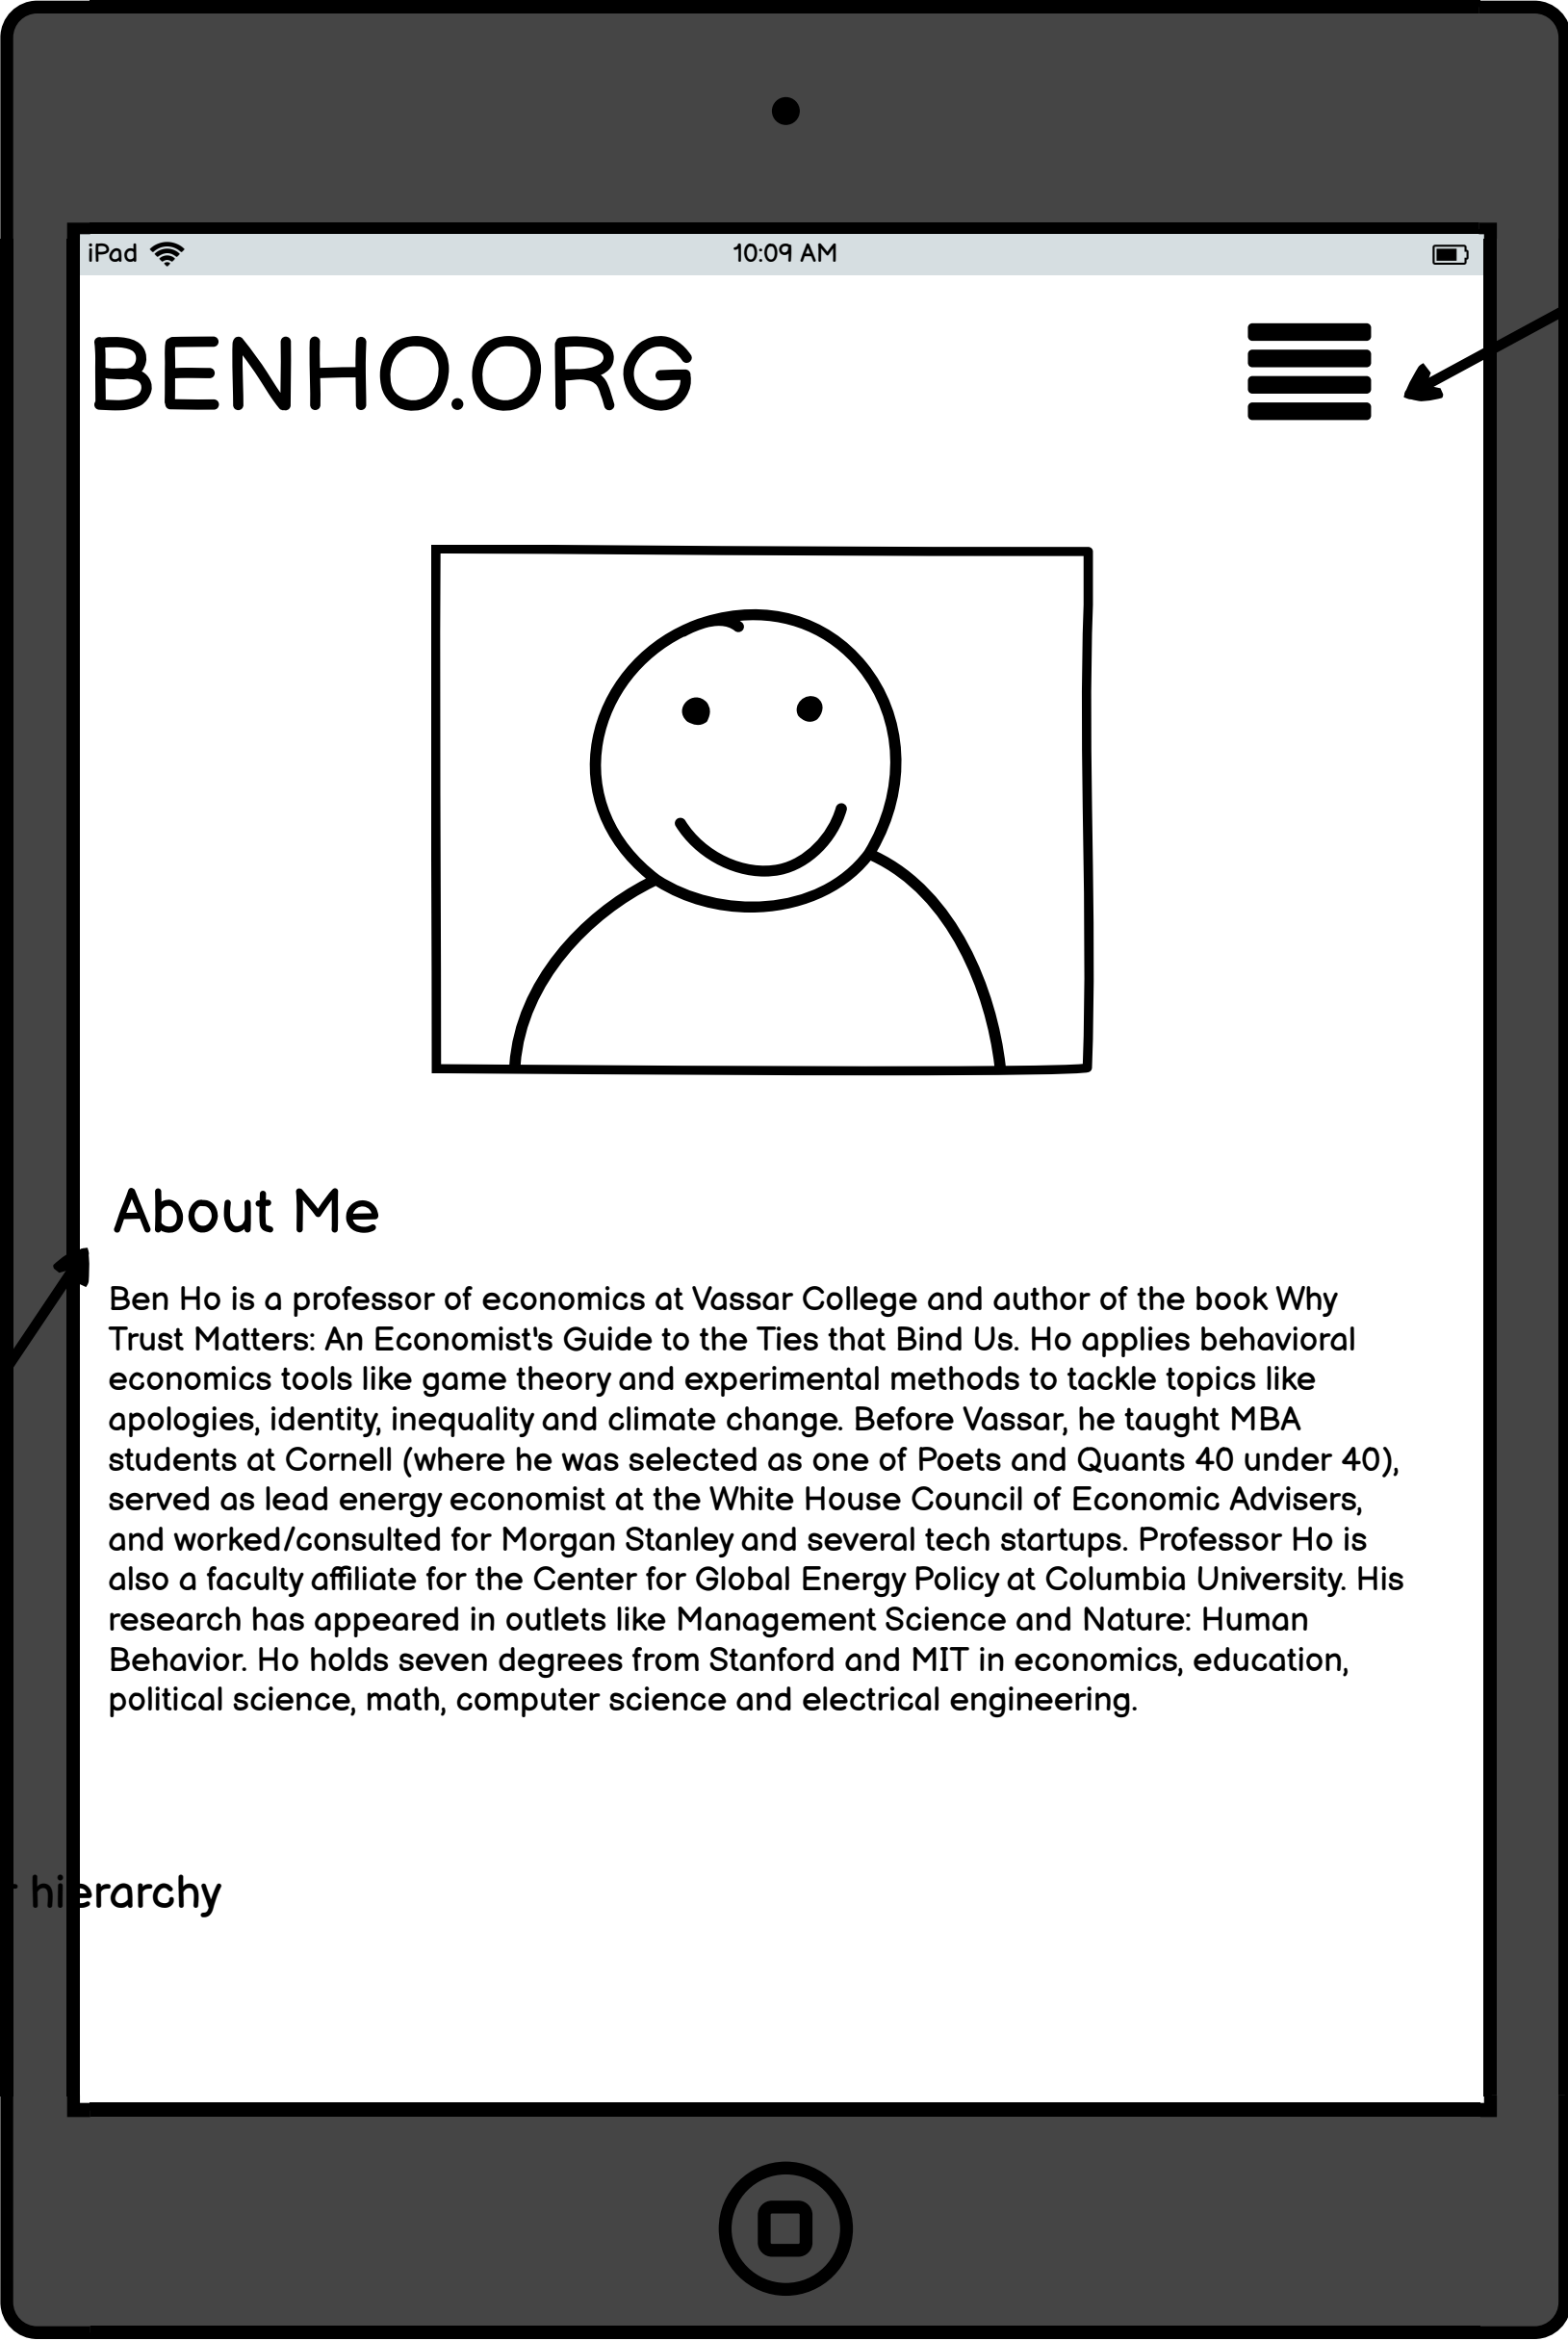 iPad
10:09 AM
BENHO.ORG
About Me
Ben Ho is a professor of economics at Vassar College and author of the book Why
Trust Matters: An Economist's Guide to the Ties that Bind Us. Ho applies behavioral
economics tools like game theory and experimental methods to tackle topics like
apologies, identity, inequality and climate change. Before Vassar, he taught MBA
students at Cornell (where he was selected as one of Poets and Quants 40 under 40),
served as lead energy economist at the White House Council of Economic Advisers,
and worked/consulted for Morgan Stanley and several tech startups. Professor Ho is
also a faculty affiliate for the Center for Global Energy Policy at Columbia University. His
research has appeared in outlets like Management Science and Nature: Human
Behavior. Ho holds seven degrees from Stanford and MIT in economics, education,
political science, math, computer science and electrical engineering.
hierarchy